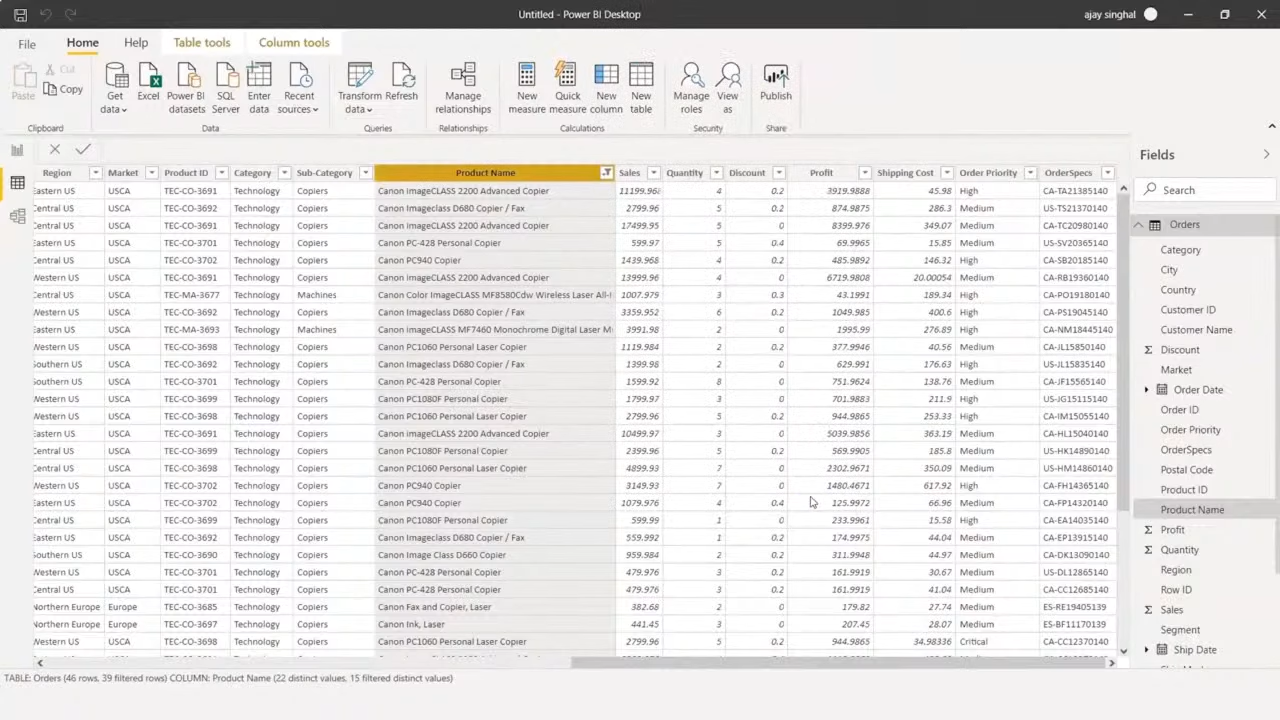 Untitled - Power BI Desktop
ajay singhal
File Home Help Table tools Column tools
Paste Cut Copy
Get data Excel Power BI datasets SQL Server Enter data Recent sources
Transform data Refresh
Manage relationships
New measure Quick measure New column New table
Manage roles View as
Publish
Clipboard Data Queries Relationships Calculations Security Share
Region Market Product ID Category Sub-Category Product Name Sales Quantity Discount Profit Shipping Cost Order Priority OrderSpecs
Eastern US USCA TEC-CO-3691 Technology Copiers Canon ImageCLASS 2200 Advanced Copier 11199.968 4 0.2 3919.9888 45.98 High CA-TA21385140
Central US USCA TEC-CO-3692 Technology Copiers Canon Imageclass D680 Copier / Fax 2799.96 5 0.2 874.9875 286.3 Medium US-TS21370140
Central US USCA TEC-CO-3691 Technology Copiers Canon ImageCLASS 2200 Advanced Copier 17499.95 5 0 8399.976 349.07 Medium CA-TC20980140
Eastern US USCA TEC-CO-3701 Technology Copiers Canon PC-428 Personal Copier 599.97 5 0.4 69.9965 15.85 Medium US-SV20365140
Central US USCA TEC-CO-3702 Technology Copiers Canon PC940 Copier 1439.968 4 0.2 485.9892 146.32 High CA-SB20185140
Western US USCA TEC-CO-3691 Technology Copiers Canon ImageCLASS 2200 Advanced Copier 13999.96 4 0 6719.9808 20.00054 High CA-RB19360140
Central US USCA TEC-MA-3677 Technology Machines Canon Color ImageCLASS MF8580Cdw Wireless Laser All-I 1007.979 3 0.3 43.1991 189.34 High CA-PO19180140
Western US USCA TEC-CO-3692 Technology Copiers Canon Imageclass D680 Copier / Fax 3359.952 6 0.2 1049.985 400.6 High CA-PS19045140
Eastern US USCA TEC-MA-3693 Technology Machines Canon imageCLASS MF7460 Monochrome Digital Laser M 3991.98 2 0 1995.99 276.89 High CA-NM18445140
Western US USCA TEC-CO-3698 Technology Copiers Canon PC1060 Personal Laser Copier 1119.984 2 0.2 377.9946 40.56 Medium CA-JL15850140
Southern US USCA TEC-CO-3692 Technology Copiers Canon Imageclass D680 Copier / Fax 1399.98 2 0 629.991 176.63 High US-JL15835140
Southern US USCA TEC-CO-3701 Technology Copiers Canon PC-428 Personal Copier 1599.92 8 0 751.9624 138.76 High CA-JF15565140
Western US USCA TEC-CO-3699 Technology Copiers Canon PC1080F Personal Copier 1799.97 3 0 701.9883 211.9 High US-JG15115140
Western US USCA TEC-CO-3698 Technology Copiers Canon PC1060 Personal Laser Copier 2799.96 5 0.2 944.9865 253.33 High CA-IM15055140
Eastern US USCA TEC-CO-3691 Technology Copiers Canon imageCLASS 2200 Advanced Copier 10499.97 3 0 5039.9856 363.19 Medium CA-HL15040140
Central US USCA TEC-CO-3699 Technology Copiers Canon PC1080F Personal Copier 2399.96 5 0.2 569.9905 185.8 Medium US-HK14890140
Central US USCA TEC-CO-3698 Technology Copiers Canon PC1060 Personal Laser Copier 4899.93 7 0 2302.9671 350.09 Medium US-HM14860140
Western US USCA TEC-CO-3702 Technology Copiers Canon PC940 Copier 3149.93 7 0 1480.4671 617.92 High CA-FH14365140
Eastern US USCA TEC-CO-3702 Technology Copiers Canon PC940 Copier 1079.976 4 0.4 125.9972 66.96 Medium CA-FP14320140
Central US USCA TEC-CO-3699 Technology Copiers Canon PC1080F Personal Copier 599.99 1 0 233.9961 15.58 High CA-EA14035140
Eastern US USCA TEC-CO-3692 Technology Copiers Canon Imageclass D680 Copier / Fax 559.992 1 0.2 174.9975 44.04 Medium CA-EP13915140
Southern US USCA TEC-CO-3690 Technology Copiers Canon Image Class D660 Copier 959.984 2 0.2 311.9948 44.97 Medium CA-DK13090140
Eastern US USCA TEC-CO-3701 Technology Copiers Canon PC-428 Personal Copier 479.976 3 0.2 161.9919 30.67 Medium US-DL12865140
Central US USCA TEC-CO-3701 Technology Copiers Canon PC-428 Personal Copier 479.976 3 0.2 161.9919 41.04 Medium CA-CC12685140
Northern Europe Europe TEC-CO-3685 Technology Copiers Canon Fax and Copier, Laser 382.68 2 0 179.82 27.74 Medium ES-RE19405139
Northern Europe Europe TEC-CO-3697 Technology Copiers Canon Ink, Laser 441.45 3 0 207.45 28.07 Medium ES-BF11170139
Western US USCA TEC-CO-3698 Technology Copiers Canon PC1060 Personal Laser Copier 2799.96 5 0.2 944.9865 34.98336 Critical CA-CC12370140
Fields
Search
Orders
Category
City
Country
Customer ID
Customer Name
Discount
Market
Order Date
Order ID
Order Priority
OrderSpecs
Postal Code
Product ID
Product Name
Profit
Quantity
Region
Row ID
Sales
Segment
Ship Date
TABLE: Orders (46 rows, 39 filtered rows) COLUMN: Product Name (22 distinct values, 15 filtered distinct values)